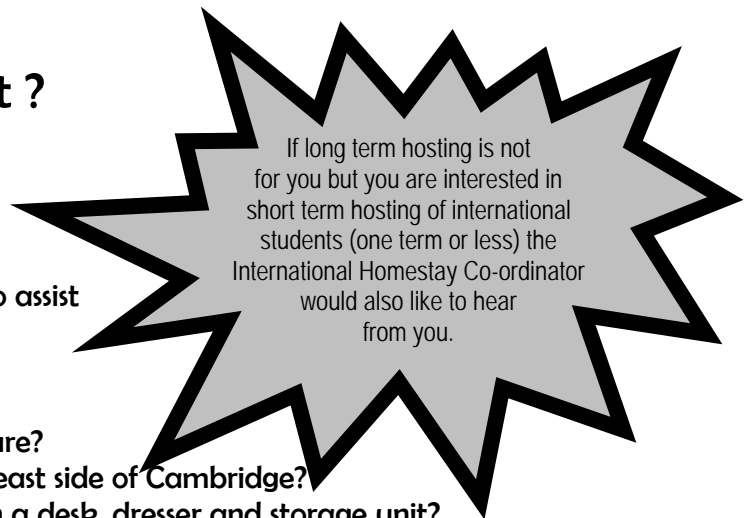 t ?
If long term hosting is not
for you but you are interested in
short term hosting of international
students (one term or less) the
International Homestay Co-ordinator
would also like to hear
from you.
o assist
are?
east side of Cambridge?
a desk, dresser and storage unit?